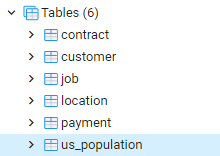 Tables (6)
contract
customer
job
location
payment
us_population